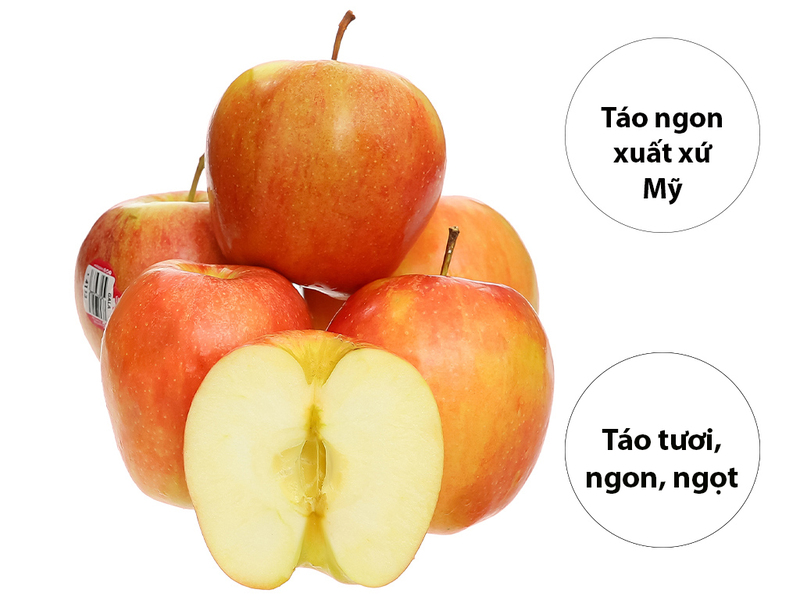 Táo ngon
xuất xứ
Mỹ
Táo tươi,
ngon, ngọt